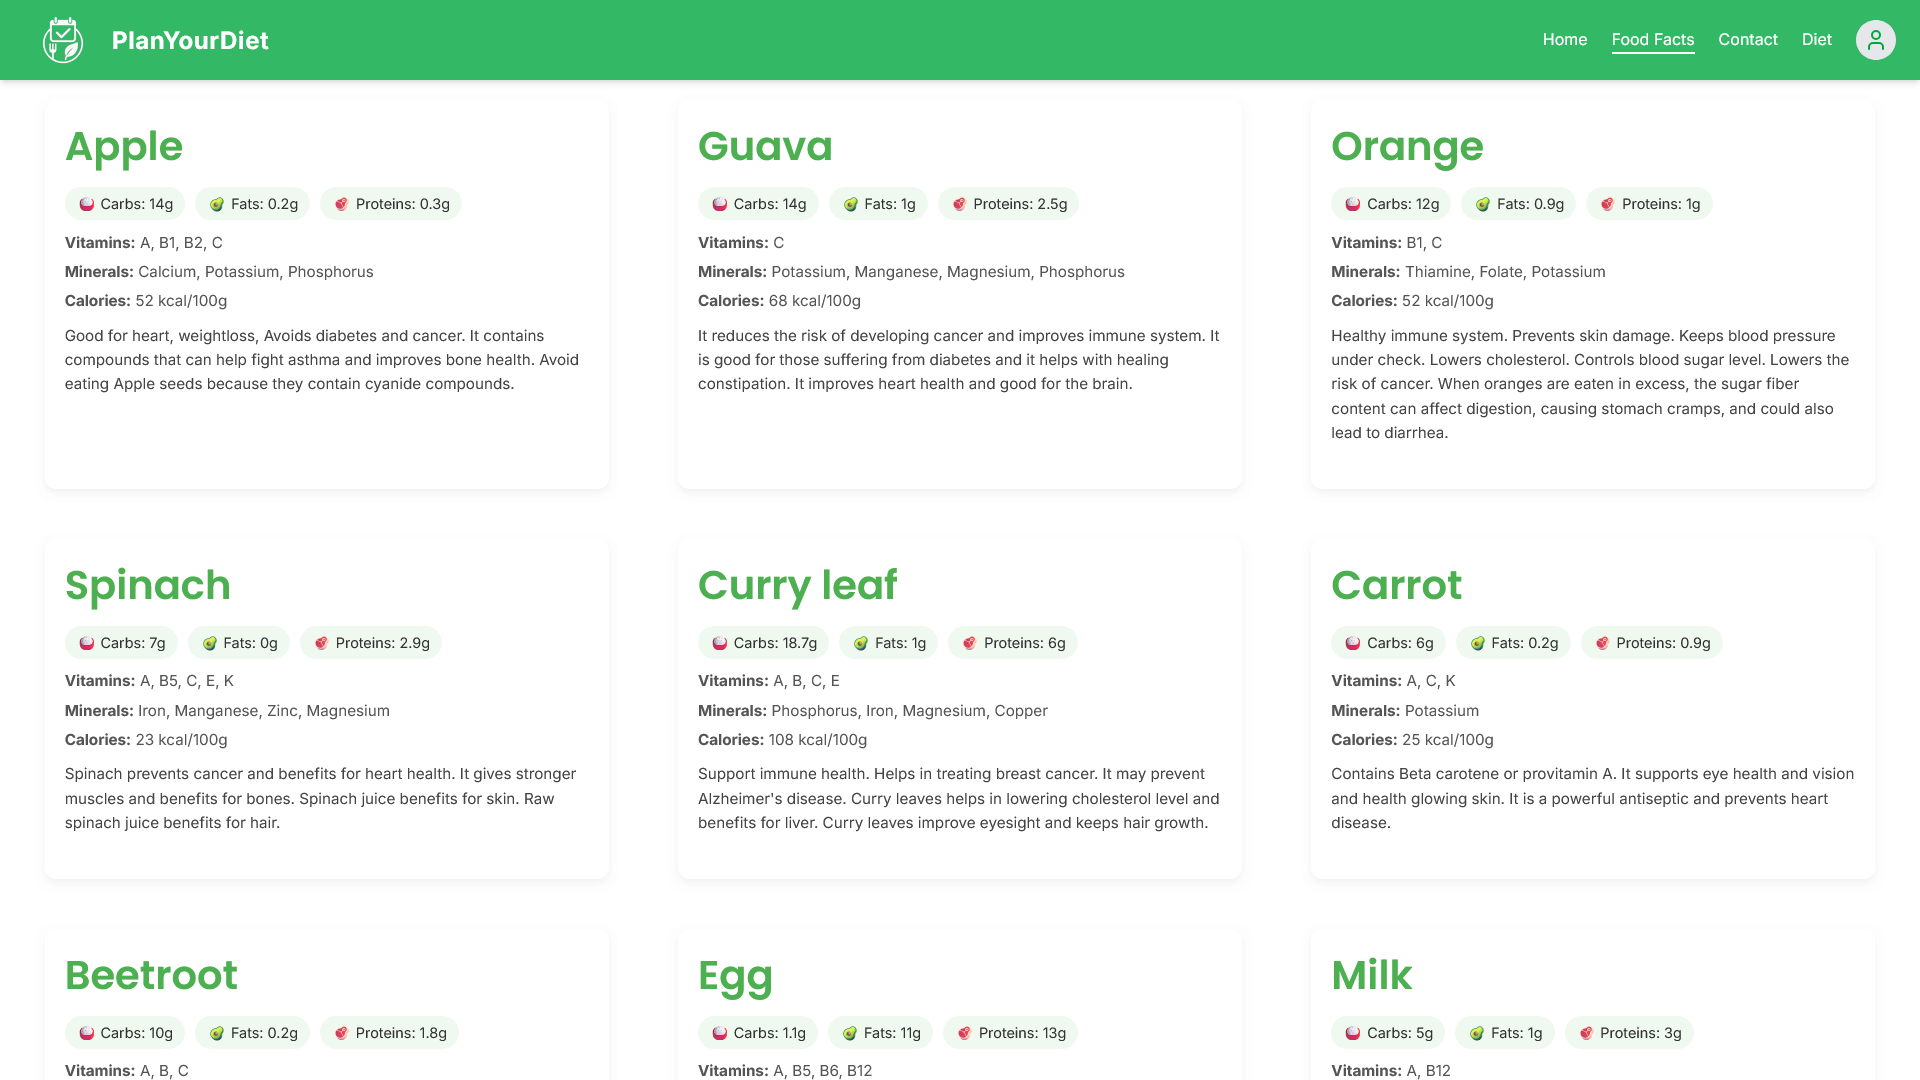 PlanYourDiet
Home
Food Facts
Contact
Diet
Apple
Carbs: 14g
Fats: 0.2g
Proteins: 0.3g
Vitamins: A, B1, B2, C
Minerals: Calcium, Potassium, Phosphorus
Calories: 52 kcal/100g
Good for heart, weightloss, Avoids diabetes and cancer. It contains
compounds that can help fight asthma and improves bone health. Avoid
eating Apple seeds because they contain cyanide compounds.
Guava
Carbs: 14g
Fats: 1g
Proteins: 2.5g
Vitamins: C
Minerals: Potassium, Manganese, Magnesium, Phosphorus
Calories: 68 kcal/100g
It reduces the risk of developing cancer and improves immune system. It
is good for those suffering from diabetes and it helps with healing
constipation. It improves heart health and good for the brain.
Orange
Carbs: 12g
Fats: 0.9g
Proteins: 1g
Vitamins: B1, C
Minerals: Thiamine, Folate, Potassium
Calories: 52 kcal/100g
Healthy immune system. Prevents skin damage. Keeps blood pressure
under check. Lowers cholesterol. Controls blood sugar level. Lowers the
risk of cancer. When oranges are eaten in excess, the sugar fiber
content can affect digestion, causing stomach cramps, and could also
lead to diarrhea.
Spinach
Carbs: 7g
Fats: 0g
Proteins: 2.9g
Vitamins: A, B5, C, E, K
Minerals: Iron, Manganese, Zinc, Magnesium
Calories: 23 kcal/100g
Spinach prevents cancer and benefits for heart health. It gives stronger
muscles and benefits for bones. Spinach juice benefits for skin. Raw
spinach juice benefits for hair.
Curry leaf
Carbs: 18.7g
Fats: 1g
Proteins: 6g
Vitamins: A, B, C, E
Minerals: Phosphorus, Iron, Magnesium, Copper
Calories: 108 kcal/100g
Support immune health. Helps in treating breast cancer. It may prevent
Alzheimer's disease. Curry leaves helps in lowering cholesterol level and
benefits for liver. Curry leaves improve eyesight and keeps hair growth.
Carrot
Carbs: 6g
Fats: 0.2g
Proteins: 0.9g
Vitamins: A, C, K
Minerals: Potassium
Calories: 25 kcal/100g
Contains Beta carotene or provitamin A. It supports eye health and vision
and health glowing skin. It is a powerful antiseptic and prevents heart
disease.
Beetroot
Carbs: 10g
Fats: 0.2g
Proteins: 1.8g
Vitamins: A, B, C
Egg
Carbs: 1.1g
Fats: 11g
Proteins: 13g
Vitamins: A, B5, B6, B12
Milk
Carbs: 5g
Fats: 1g
Proteins: 3g
Vitamins: A, B12